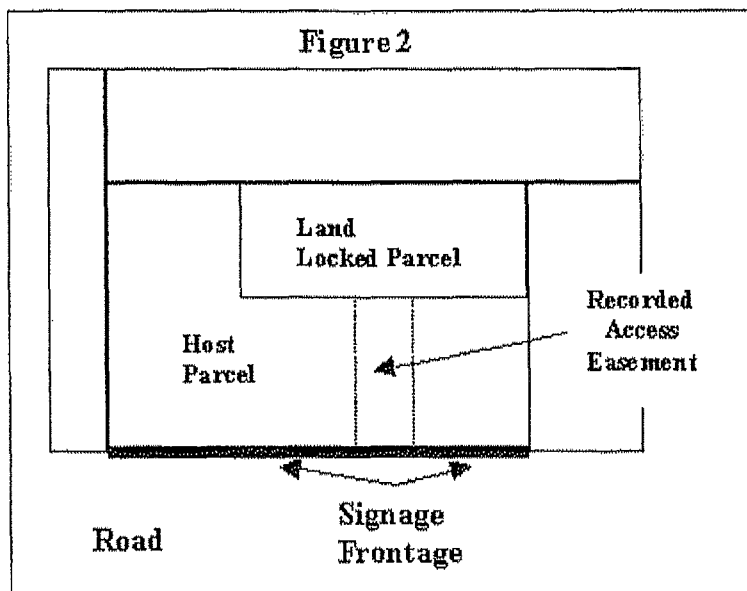 Figure 2
Land
Locked Parcel
Recorded
Access
Easement
Host
Parcel
Signage
Frontage
Road